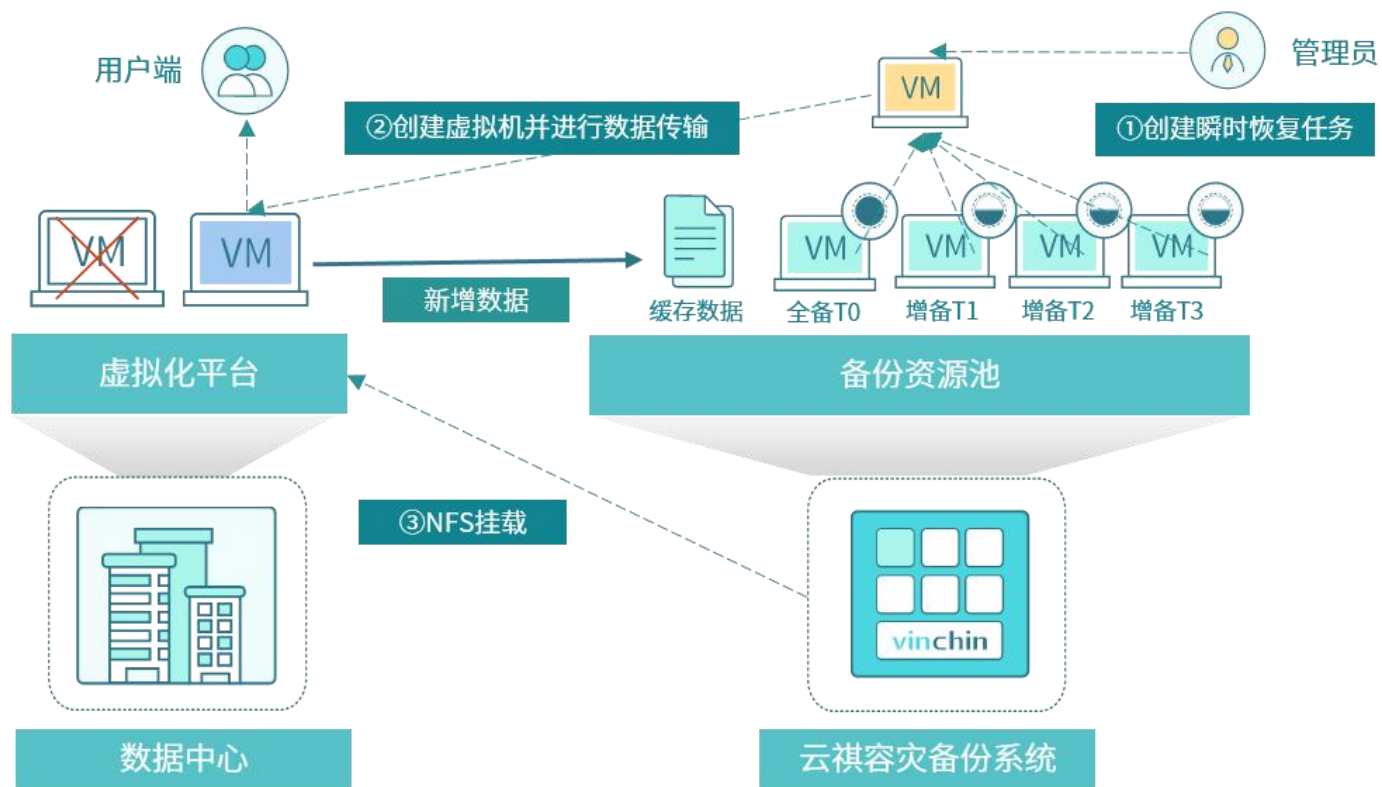 用户端
管理员
VM
②创建虚拟机并进行数据传输
①创建瞬时恢复任务
VM
VM
VM
VM
VM
VM
新增数据
缓存数据
全备T0
增备T1
增备T2
增备T3
虚拟化平台
备份资源池
③NFS挂载
vinchin
数据中心
云祺容灾备份系统